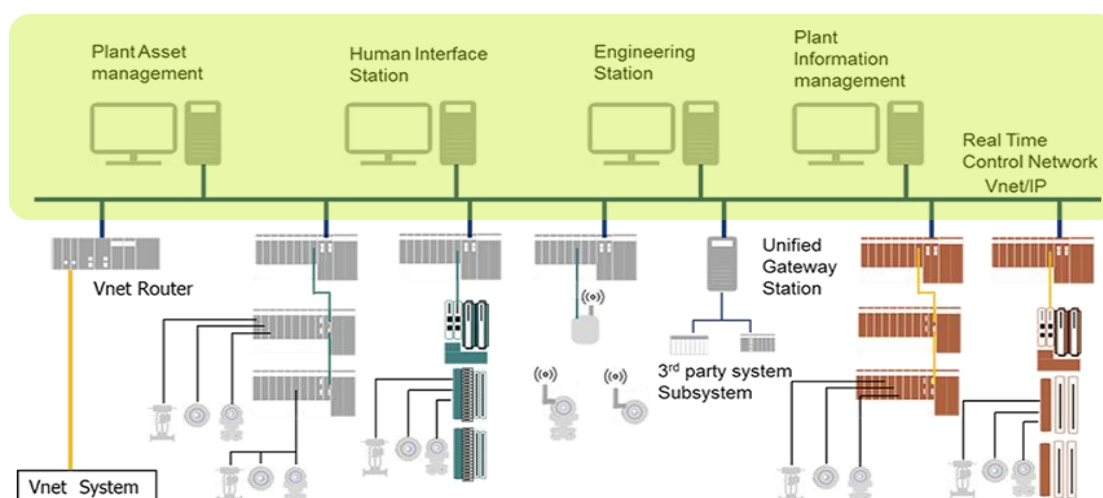 Plant Asset
management
Human Interface
Station
Engineering
Station
Plant
Information
management
Real Time
Control Network
Vnet/IP
Vnet Router
Unified
Gateway
Station
3rd party system
Subsystem
Vnet System